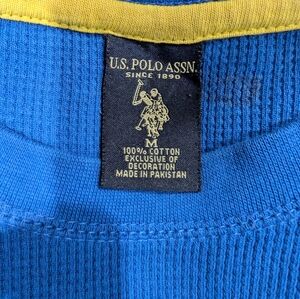 U.S. POLO ASSN.
SINCE 1890
M
100% COTTON
EXCLUSIVE OF
DECORATION
MADE IN PAKISTAN